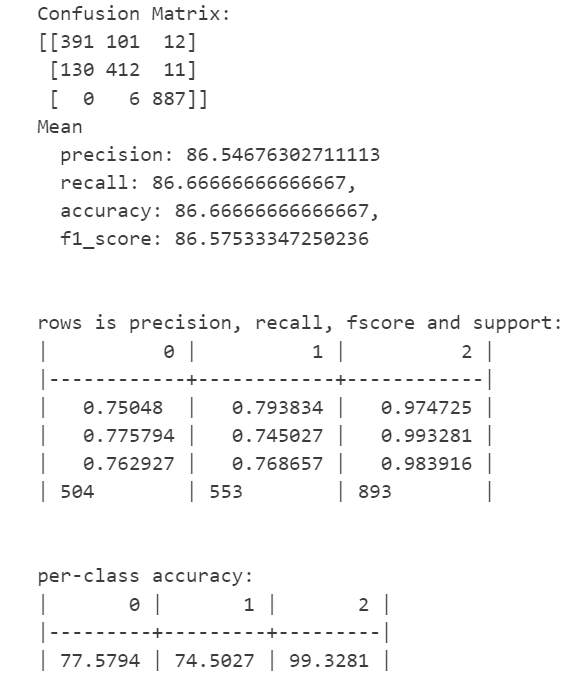 Confusion Matrix:
[[391 101  12]
 [130 412  11]
 [  0   6 887]]
Mean
  precision: 86.54676302711113
  recall: 86.66666666666667,
  accuracy: 86.66666666666667,
  f1_score: 86.57533347250236
rows is precision, recall, fscore and support:
|          0 |          1 |          2 |
|------------+------------+------------|
|   0.75048  |   0.793834 |   0.974725 |
|   0.775794 |   0.745027 |   0.993281 |
|   0.762927 |   0.768657 |   0.983916 |
| 504        | 553        | 893        |
per-class accuracy:
|       0 |       1 |       2 |
|---------+---------+---------|
| 77.5794 | 74.5027 | 99.3281 |